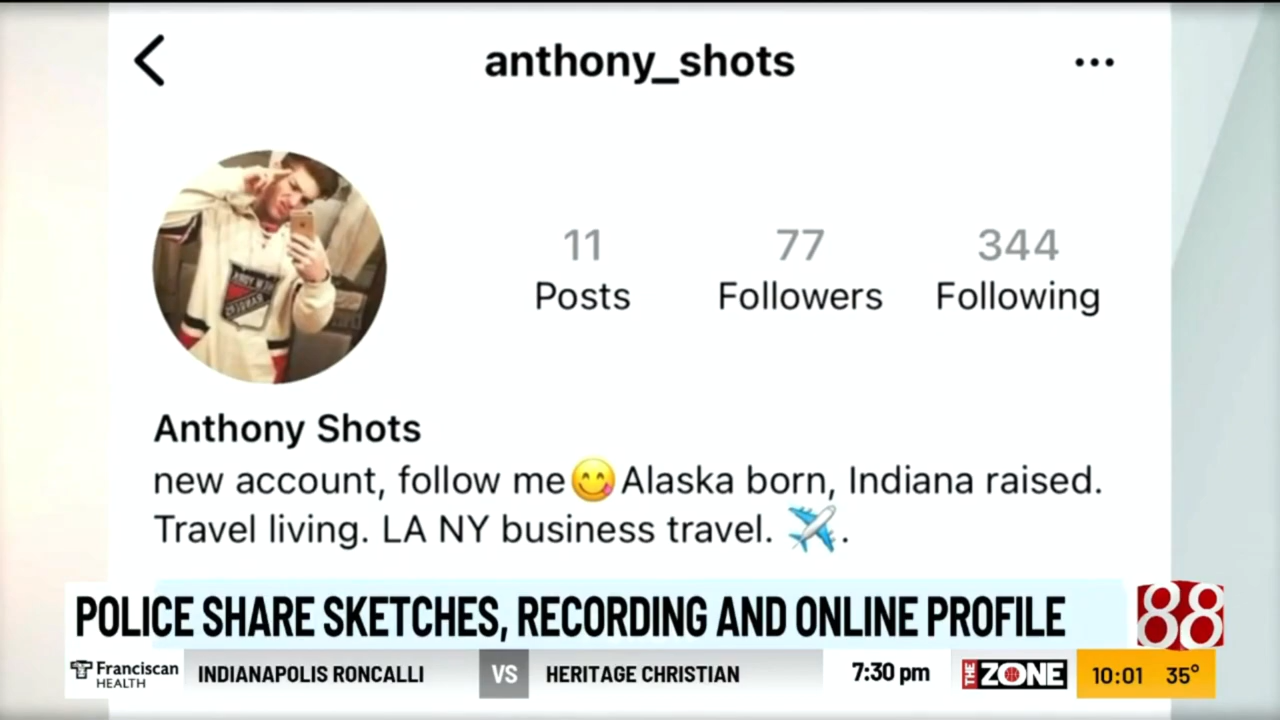 anthony_shots
11
77
344
Posts
Followers
Following
Anthony Shots
new account, follow me😋Alaska born, Indiana raised.
Travel living. LA NY business travel. ✈️.
POLICE SHARE SKETCHES, RECORDING AND ONLINE PROFILE
88
Franciscan
HEALTH
INDIANAPOLIS RONCALLI
VS
HERITAGE CHRISTIAN
7:30 pm
THE ZONE
10:01 35°